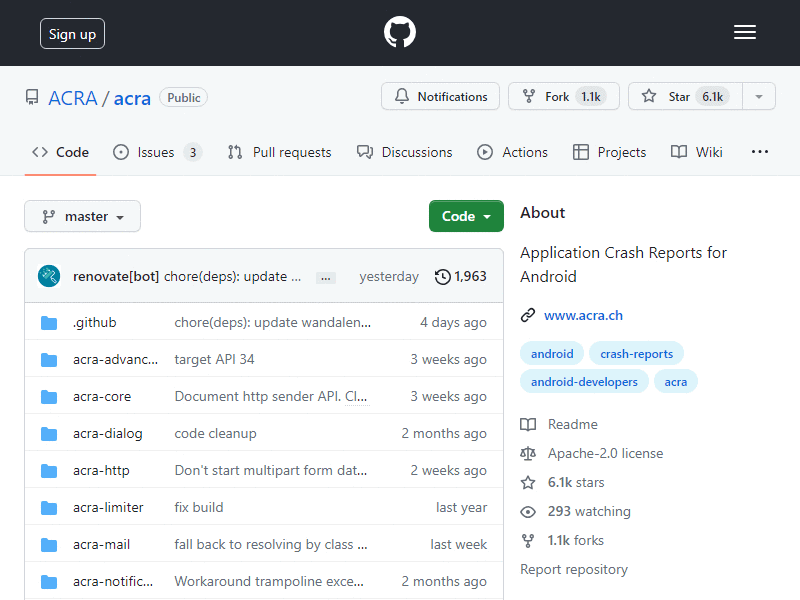 Sign up
ACRA / acra Public
Notifications Fork 1.1k Star 6.1k
Code Issues 3 Pull requests Discussions Actions Projects Wiki ...
master Code
About
Application Crash Reports for
Android
www.acra.ch
android crash-reports
android-developers acra
Readme
Apache-2.0 license
6.1k stars
293 watching
1.1k forks
Report repository
renovate[bot] chore(deps): update ... ... yesterday 1,963
.github chore(deps): update wandalen... 4 days ago
acra-advanc... target API 34 3 weeks ago
acra-core Document http sender API. Cl... 3 weeks ago
acra-dialog code cleanup 2 months ago
acra-http Don't start multipart form dat... 2 weeks ago
acra-limiter fix build last year
acra-mail fall back to resolving by class ... last week
acra-notific... Workaround trampoline exce... 2 months ago